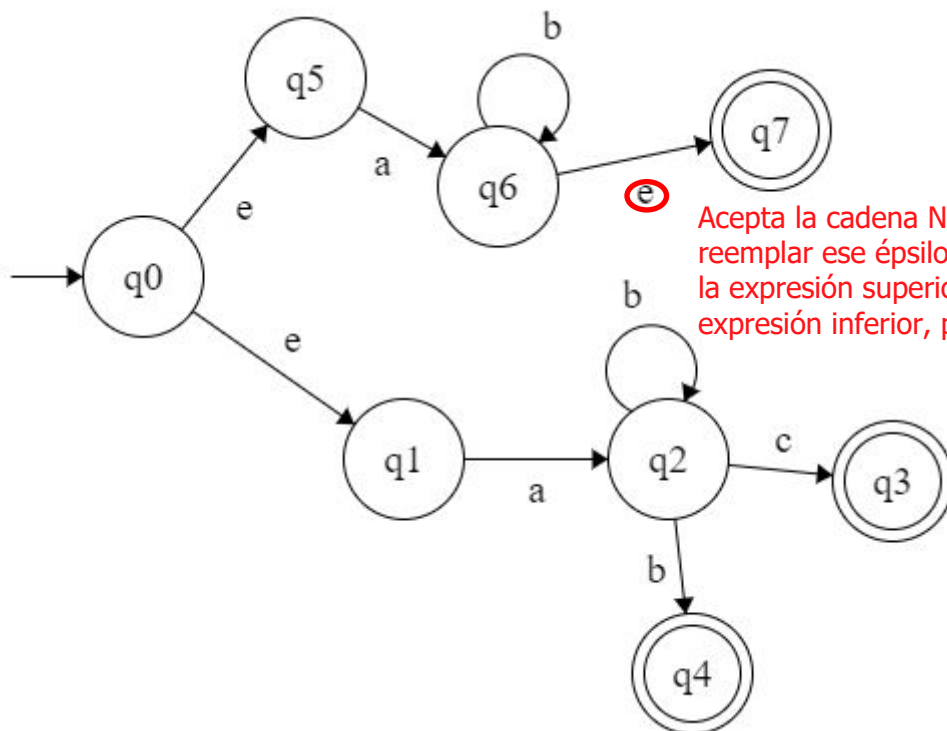 b
q5
q7
a
q6
e
e
Acepta la cadena N
reemplar ese épsilo
la expresión superio
expresión inferior, p
q0
b
e
c
q1
q2
q3
a
b
q4